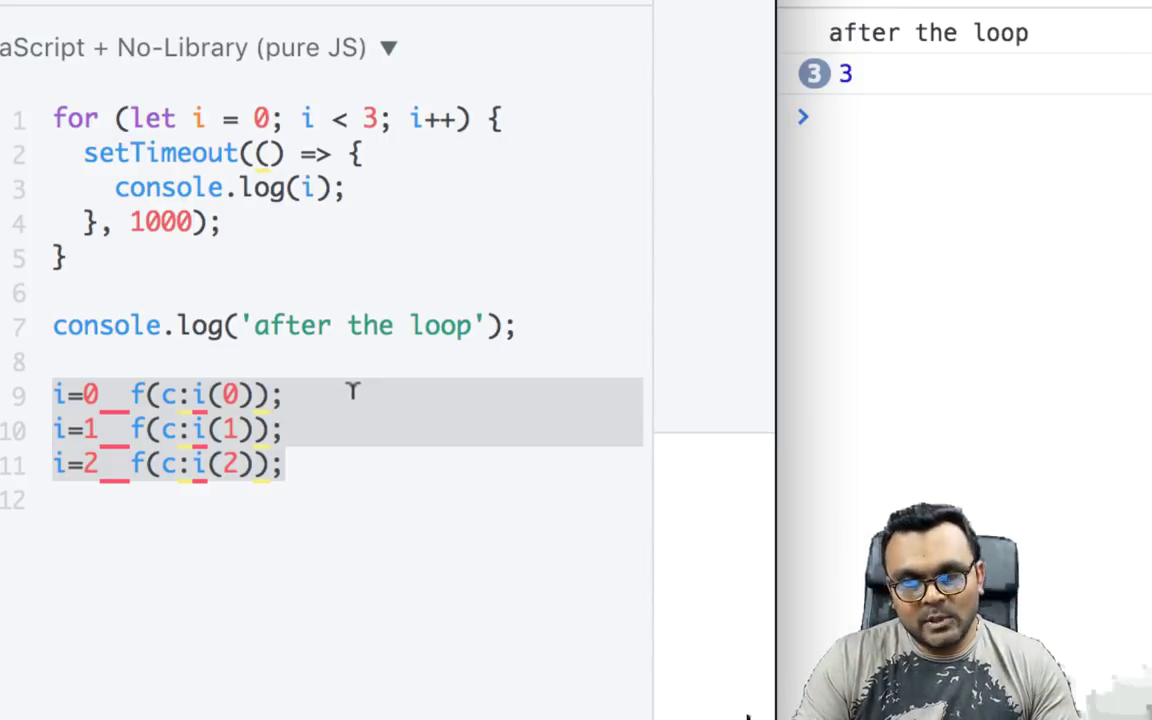 aScript + No-Library (pure JS) ▼
1 for (let i = 0; i < 3; i++) {
2 setTimeout(() => {
3 console.log(i);
4 }, 1000);
5 }
6
7 console.log('after the loop');
8
9 i=0 f(c:i(0));
10 i=1 f(c:i(1));
11 i=2 f(c:i(2));
12
after the loop
3 3
>